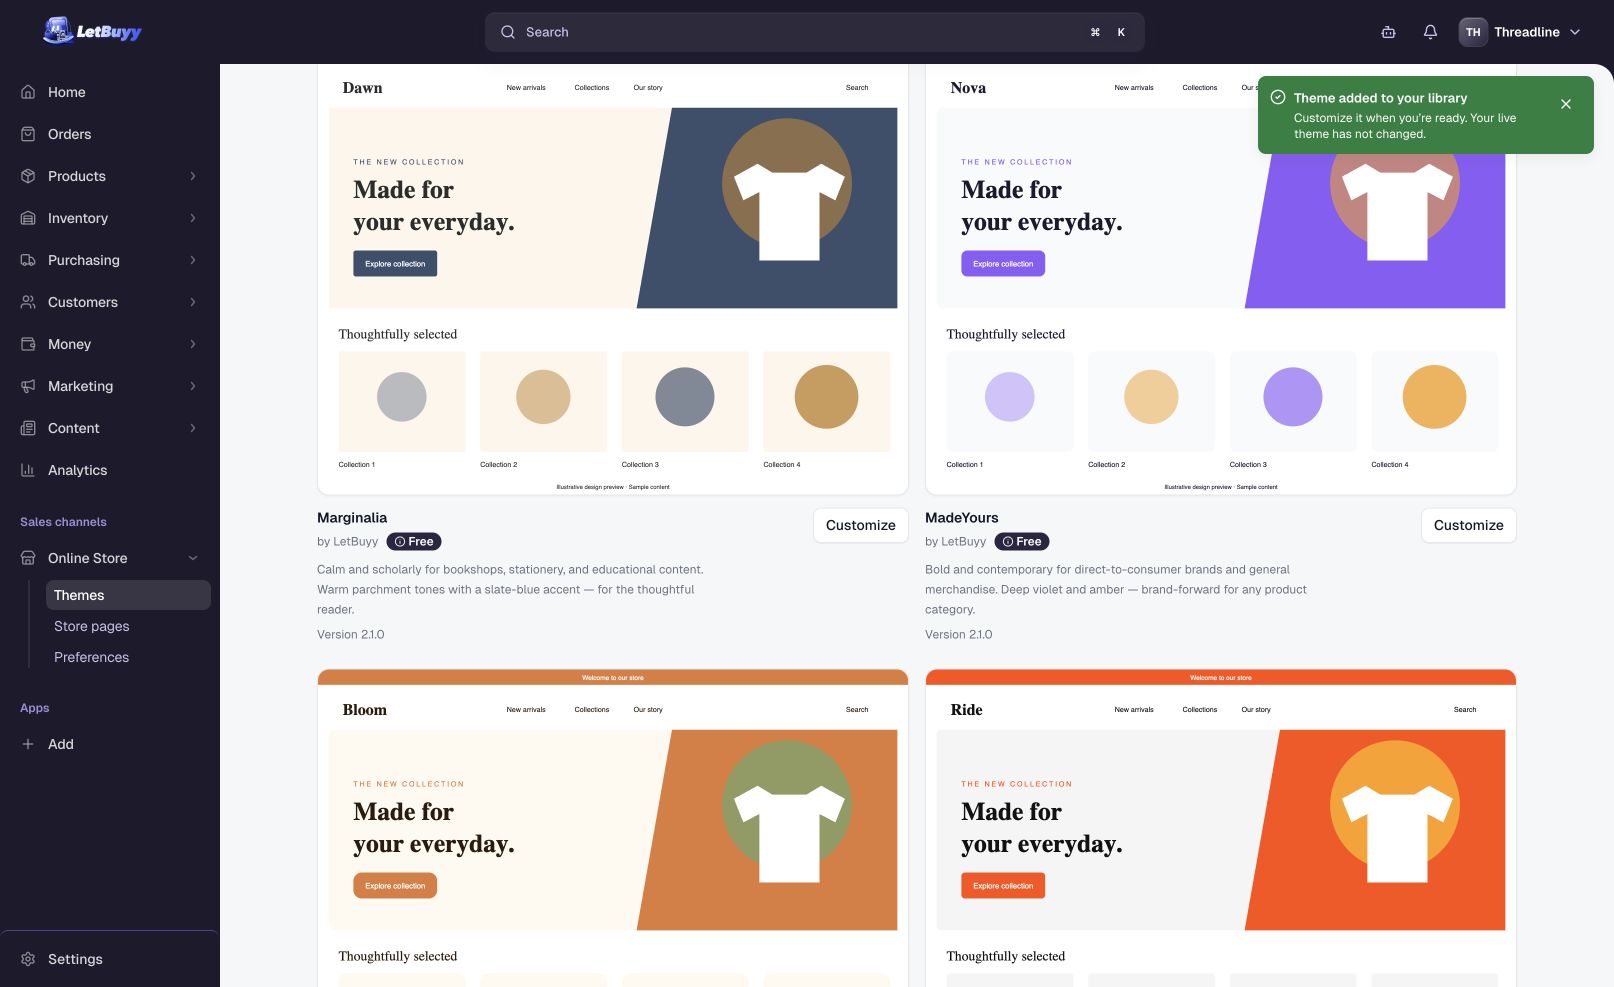 LetBuyy
Search
⌘ K
TH
Threadline
Home
Orders
Products
Inventory
Purchasing
Customers
Money
Marketing
Content
Analytics
Sales channels
Online Store
Themes
Store pages
Preferences
Apps
Add
Settings
Theme added to your library
Customize it when you're ready. Your live
theme has not changed.
Dawn
New arrivals
Collections
Our story
Search
THE NEW COLLECTION
Made for
your everyday.
Explore collection
Thoughtfully selected
Collection 1
Collection 2
Collection 3
Collection 4
Illustrative design preview · Sample content
Marginalia
by LetBuyy
Free
Customize
Calm and scholarly for bookshops, stationery, and educational content.
Warm parchment tones with a slate-blue accent — for the thoughtful
reader.
Version 2.1.0
Nova
New arrivals
Collections
Our s
THE NEW COLLECTION
Made for
your everyday.
Explore collection
Thoughtfully selected
Collection 1
Collection 2
Collection 3
Collection 4
Illustrative design preview · Sample content
MadeYours
by LetBuyy
Free
Customize
Bold and contemporary for direct-to-consumer brands and general
merchandise. Deep violet and amber — brand-forward for any product
category.
Version 2.1.0
Welcome to our store
Bloom
New arrivals
Collections
Our story
Search
THE NEW COLLECTION
Made for
your everyday.
Explore collection
Thoughtfully selected
Welcome to our store
Ride
New arrivals
Collections
Our story
Search
THE NEW COLLECTION
Made for
your everyday.
Explore collection
Thoughtfully selected